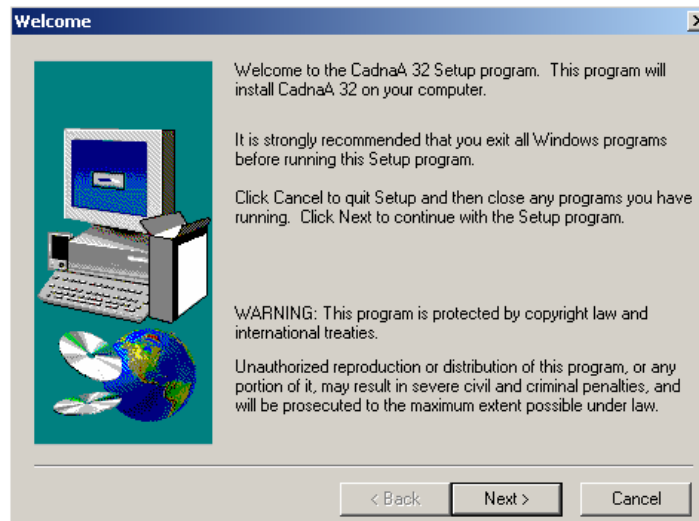 Welcome
Welcome to the CadnaA 32 Setup program. This program will
install CadnaA 32 on your computer.
It is strongly recommended that you exit all Windows programs
before running this Setup program.
Click Cancel to quit Setup and then close any programs you have
running. Click Next to continue with the Setup program.
WARNING: This program is protected by copyright law and
international treaties.
Unauthorized reproduction or distribution of this program, or any
portion of it, may result in severe civil and criminal penalties, and
will be prosecuted to the maximum extent possible under law.
< Back
Next >
Cancel